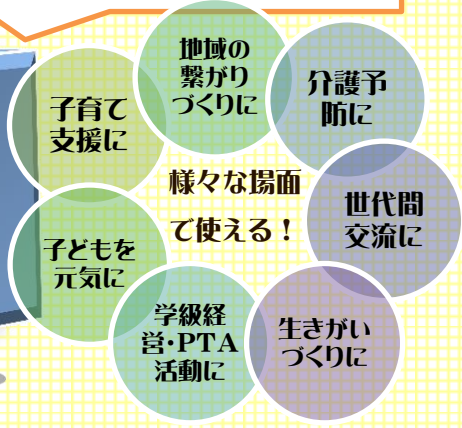 地域の
繋がり
づくりに
介護予
防に
世代間
交流に
生きがい
づくりに
学級経
営・PTA
活動に
子どもを
元気に
子育て
支援に
様々な場面
で使える！